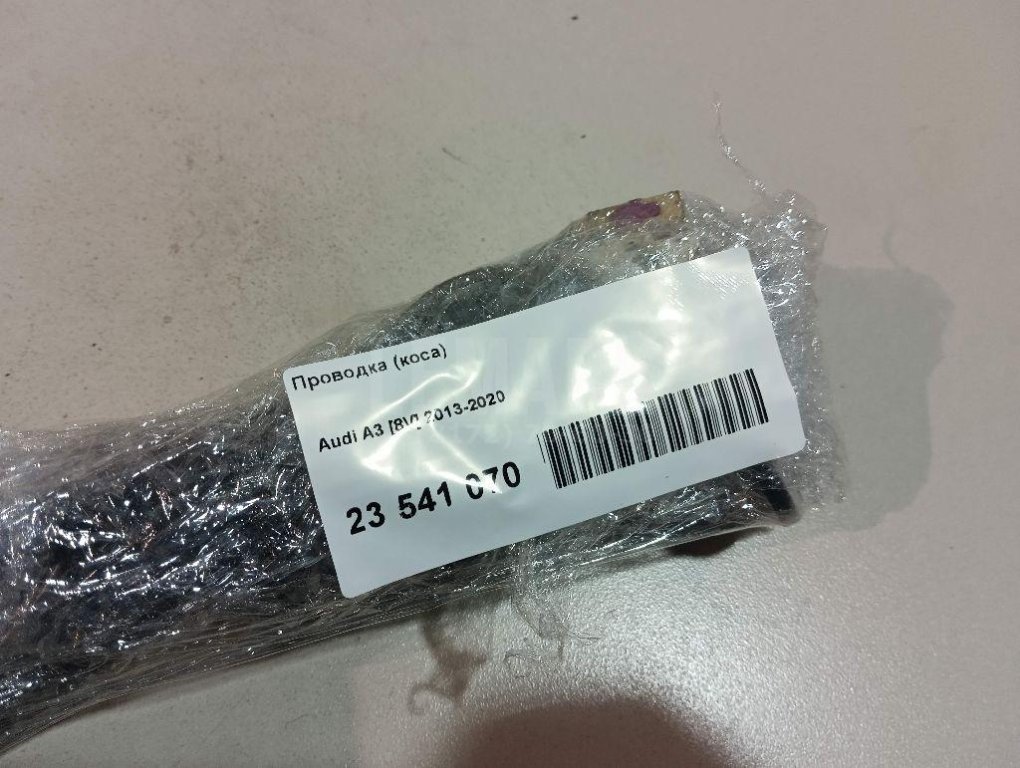 Проводка (коса)
Audi A3 [8V] 2013-2020
23 541 070